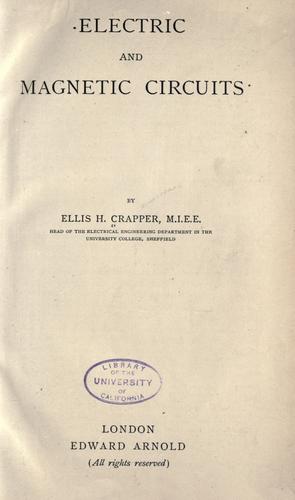 ELECTRIC
AND
MAGNETIC CIRCUITS
BY
ELLIS H. CRAPPER, M.I.E.E.
HEAD OF THE ELECTRICAL ENGINEERING DEPARTMENT IN THE
UNIVERSITY COLLEGE, SHEFFIELD
LIBRARY
OF THE
UNIVERSITY
OF
CALIFORNIA
LONDON
EDWARD ARNOLD
(All rights reserved)